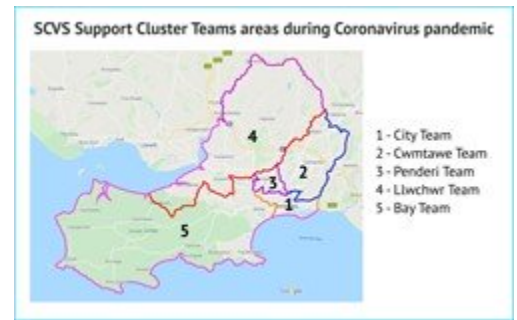 SCVS Support Cluster Teams areas during Coronavirus pandemic
4
3
2
1
5
1 - City Team
2 - Cwmtawe Team
3 - Penderi Team
4 - Llwchwr Team
5 - Bay Team